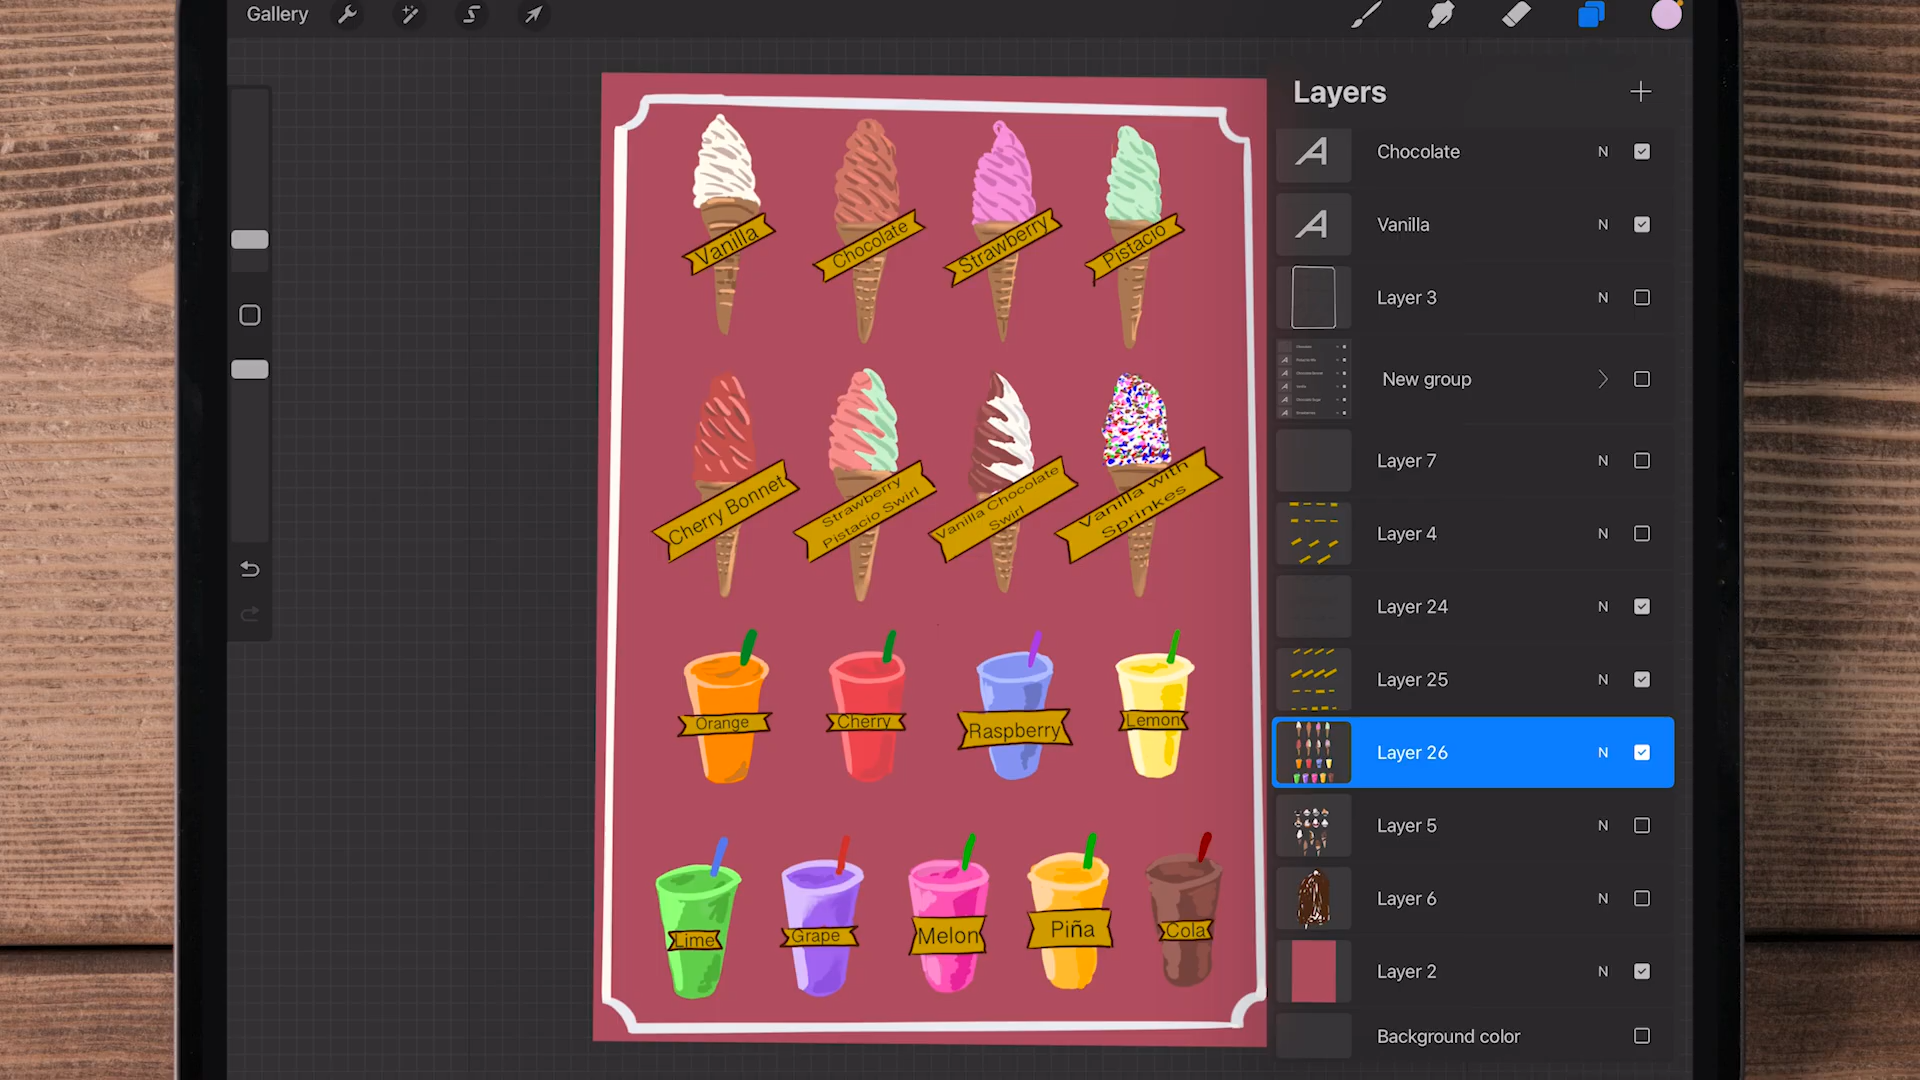 Gallery
Layers
Vanilla
Chocolate
Strawberry
Pistacio
Cherry Bonnet
Strawberry
Pistacio Swirl
Vanilla Chocolate
Swirl
Vanilla with
Sprinkes
Orange
Cherry
Raspberry
Lemon
Lime
Grape
Melon
Piña
Cola
Chocolate N
Vanilla N
Layer 3 N
New group
Layer 7 N
Layer 4 N
Layer 24 N
Layer 25 N
Layer 26 N
Layer 5 N
Layer 6 N
Layer 2 N
Background color